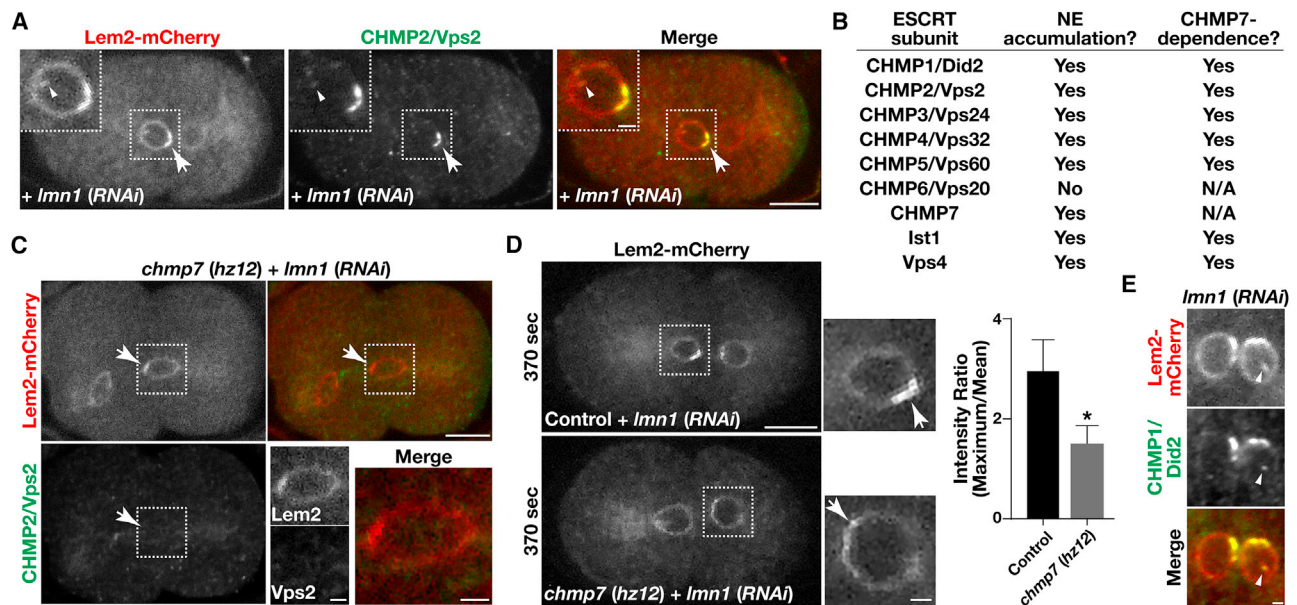 A
Lem2-mCherry
CHMP2/Vps2
Merge
+ lmn1 (RNAi)
+ lmn1 (RNAi)
+ lmn1 (RNAi)
B
ESCRT subunit NE accumulation? CHMP7-dependence?
CHMP1/Did2 Yes Yes
CHMP2/Vps2 Yes Yes
CHMP3/Vps24 Yes Yes
CHMP4/Vps32 Yes Yes
CHMP5/Vps60 Yes Yes
CHMP6/Vps20 No N/A
CHMP7 Yes N/A
Ist1 Yes Yes
Vps4 Yes Yes
C
chmp7 (hz12) + lmn1 (RNAi)
Lem2-mCherry
CHMP2/Vps2
Lem2
Vps2
Merge
D
Lem2-mCherry
370 sec
Control + lmn1 (RNAi)
370 sec
chmp7 (hz12) + lmn1 (RNAi)
Intensity Ratio
(Maximum/Mean)
4
2
0
*
Control
chmp7 (hz12)
E
lmn1 (RNAi)
Lem2-
mCherry
CHMP1/
Did2
Merge